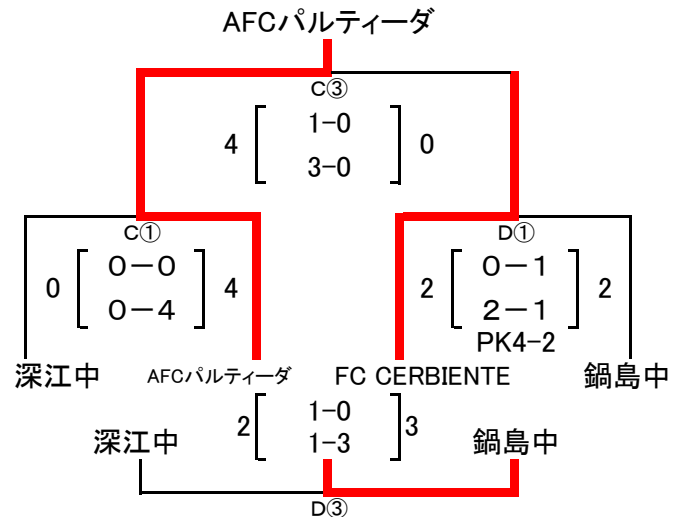 AFCパルティーダ
C③
4 1-0 0
3-0
C① D①
0 0-0 4 2 0-1 2
0-4 2-1
PK4-2
深江中 AFCパルティーダ FC CERBIENTE 鍋島中
2 1-0 3
1-3
深江中 鍋島中
D③